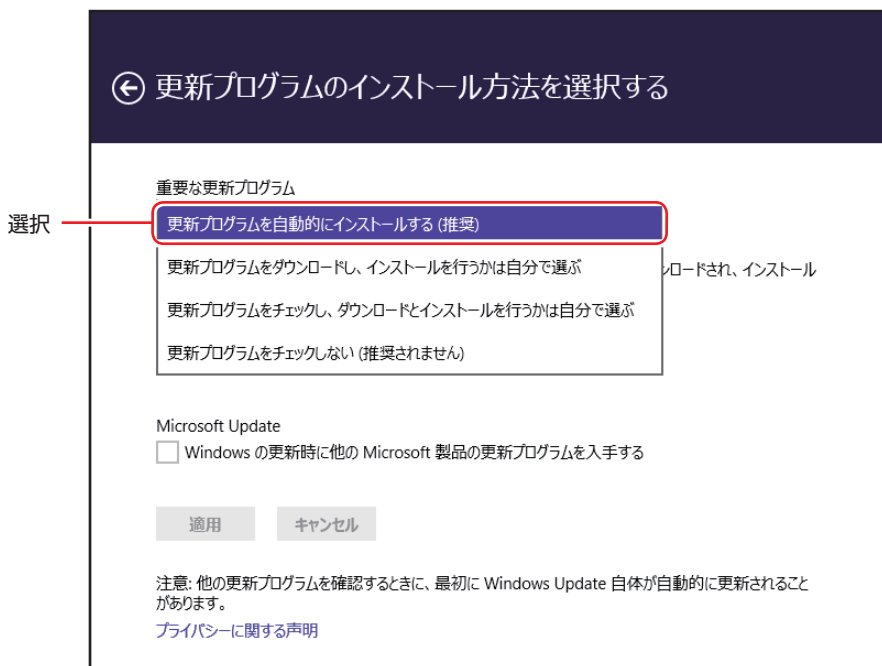 更新プログラムのインストール方法を選択する
重要な更新プログラム
選択
更新プログラムを自動的にインストールする (推奨)
更新プログラムをダウンロードし、インストールを行うかは自分で選ぶ
ンロードされ、インストール
更新プログラムをチェックし、ダウンロードとインストールを行うかは自分で選ぶ
更新プログラムをチェックしない (推奨されません)
Microsoft Update
Windows の更新時に他の Microsoft 製品の更新プログラムを入手する
適用
キャンセル
注意: 他の更新プログラムを確認するときに、最初に Windows Update 自体が自動的に更新されること
があります。
プライバシーに関する声明